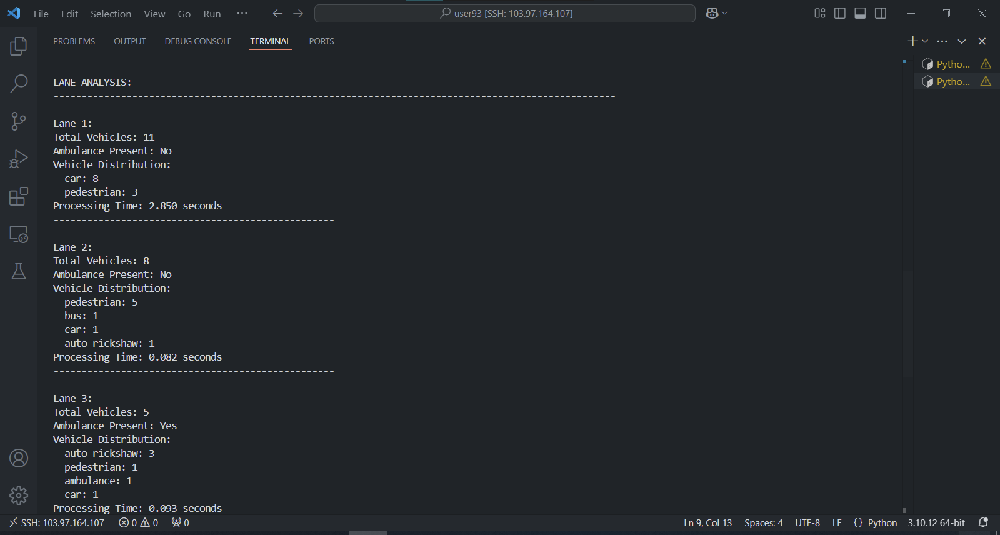 File Edit Selection View Go Run ··· user93 [SSH: 103.97.164.107]
PROBLEMS OUTPUT DEBUG CONSOLE TERMINAL PORTS
Pytho...
Pytho...
LANE ANALYSIS:
----------------------------------------------------------------------------------------------------
Lane 1:
Total Vehicles: 11
Ambulance Present: No
Vehicle Distribution:
car: 8
pedestrian: 3
Processing Time: 2.850 seconds
--------------------------------------------------
Lane 2:
Total Vehicles: 8
Ambulance Present: No
Vehicle Distribution:
pedestrian: 5
bus: 1
car: 1
auto_rickshaw: 1
Processing Time: 0.082 seconds
--------------------------------------------------
Lane 3:
Total Vehicles: 5
Ambulance Present: Yes
Vehicle Distribution:
auto_rickshaw: 3
pedestrian: 1
ambulance: 1
car: 1
Processing Time: 0.093 seconds
SSH: 103.97.164.107 0 0 0 Ln 9, Col 13 Spaces: 4 UTF-8 LF {} Python 3.10.12 64-bit